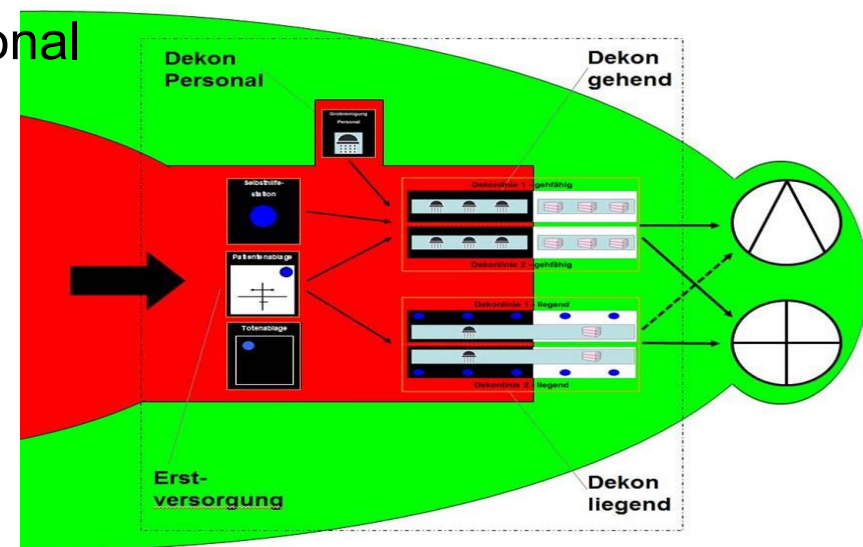 onal
Dekon
Personal
Dekon
gehend
Grobreinigung
Personal
Selbsthilfe-
station
Dekonlinie 1 - gehfähig
Patientenablage
Dekonlinie 2 - gehfähig
Dekonlinie 1 - liegend
Totenablage
Dekonlinie 2 - liegend
Erst-
versorgung
Dekon
liegend